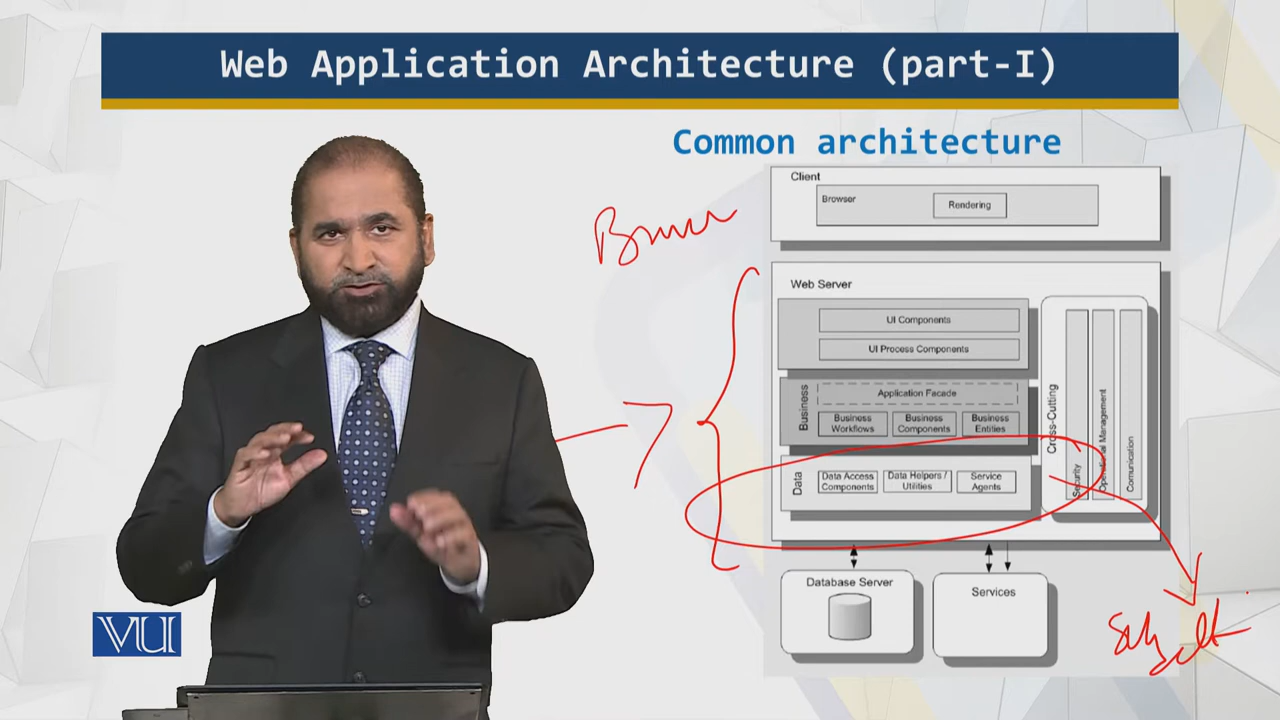 Web Application Architecture (part-I)
Common architecture
Client
Browser
Rendering
Web Server
UI Components
UI Process Components
Business
Application Facade
Business Workflows
Business Components
Business Entities
Data
Data Access Components
Data Helpers / Utilities
Service Agents
Cross-Cutting
Security
Operational Management
Comunication
Database Server
Services
VU